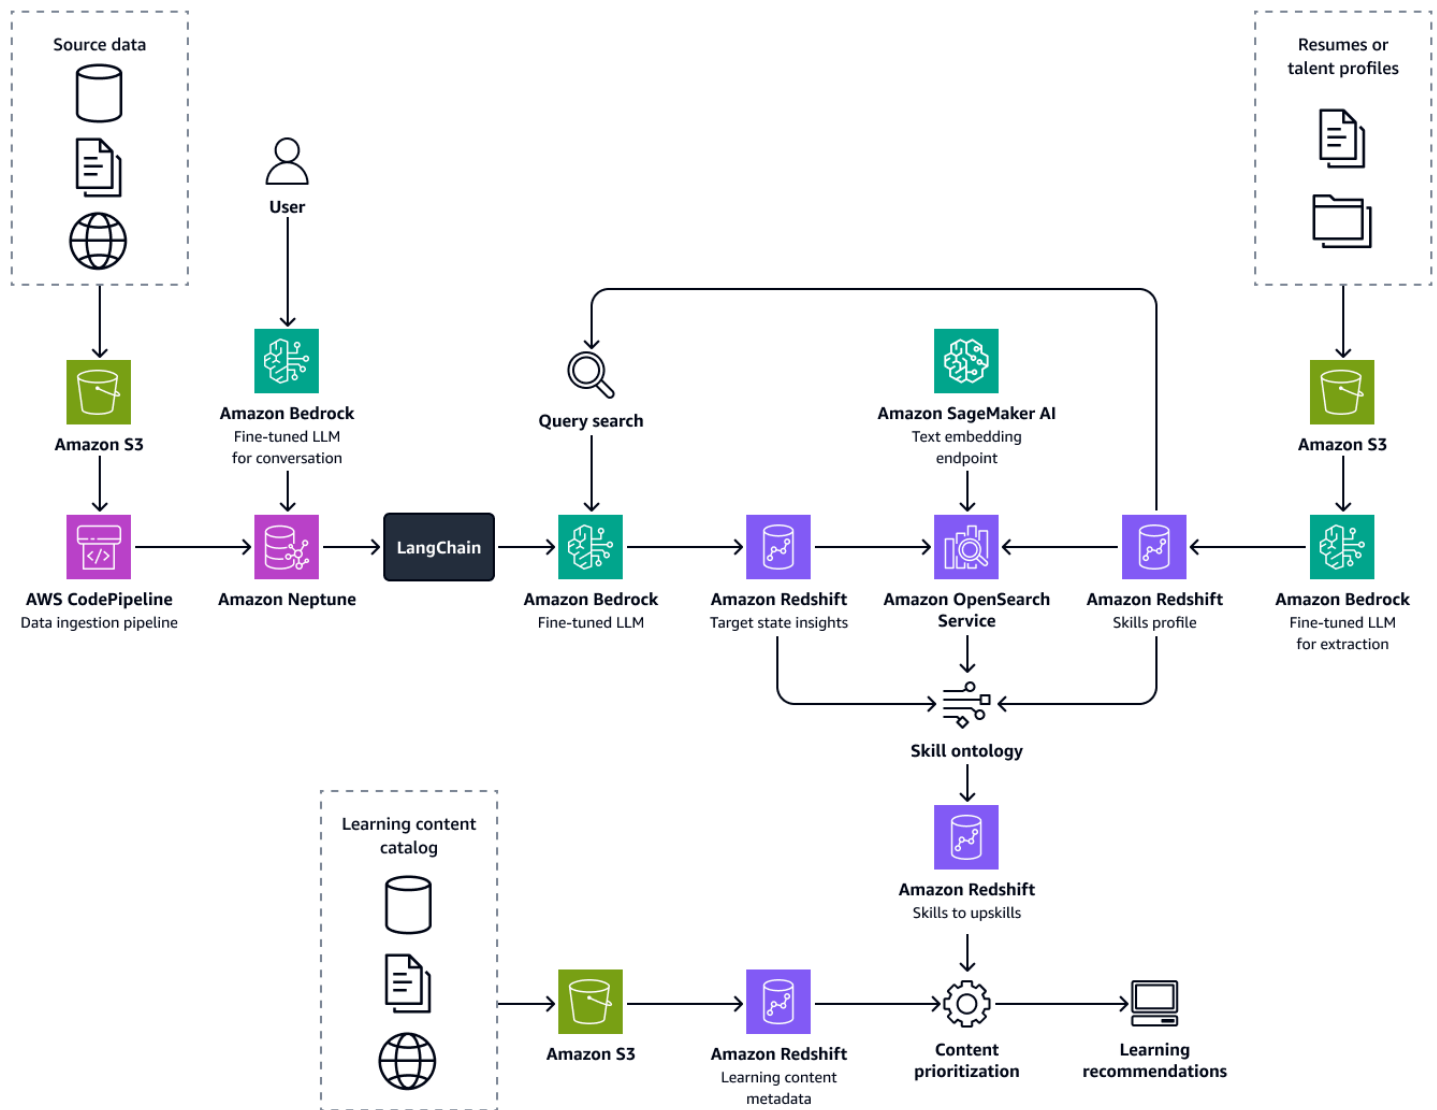 Source data
Resumes or
talent profiles
User
Amazon S3
Amazon Bedrock
Fine-tuned LLM
for conversation
Query search
Amazon SageMaker AI
Text embedding
endpoint
Amazon S3
AWS CodePipeline
Data ingestion pipeline
Amazon Neptune
LangChain
Amazon Bedrock
Fine-tuned LLM
Amazon Redshift
Target state insights
Amazon OpenSearch
Service
Amazon Redshift
Skills profile
Amazon Bedrock
Fine-tuned LLM
for extraction
Skill ontology
Amazon Redshift
Skills to upskills
Learning content
catalog
Amazon S3
Amazon Redshift
Learning content
metadata
Content
prioritization
Learning
recommendations